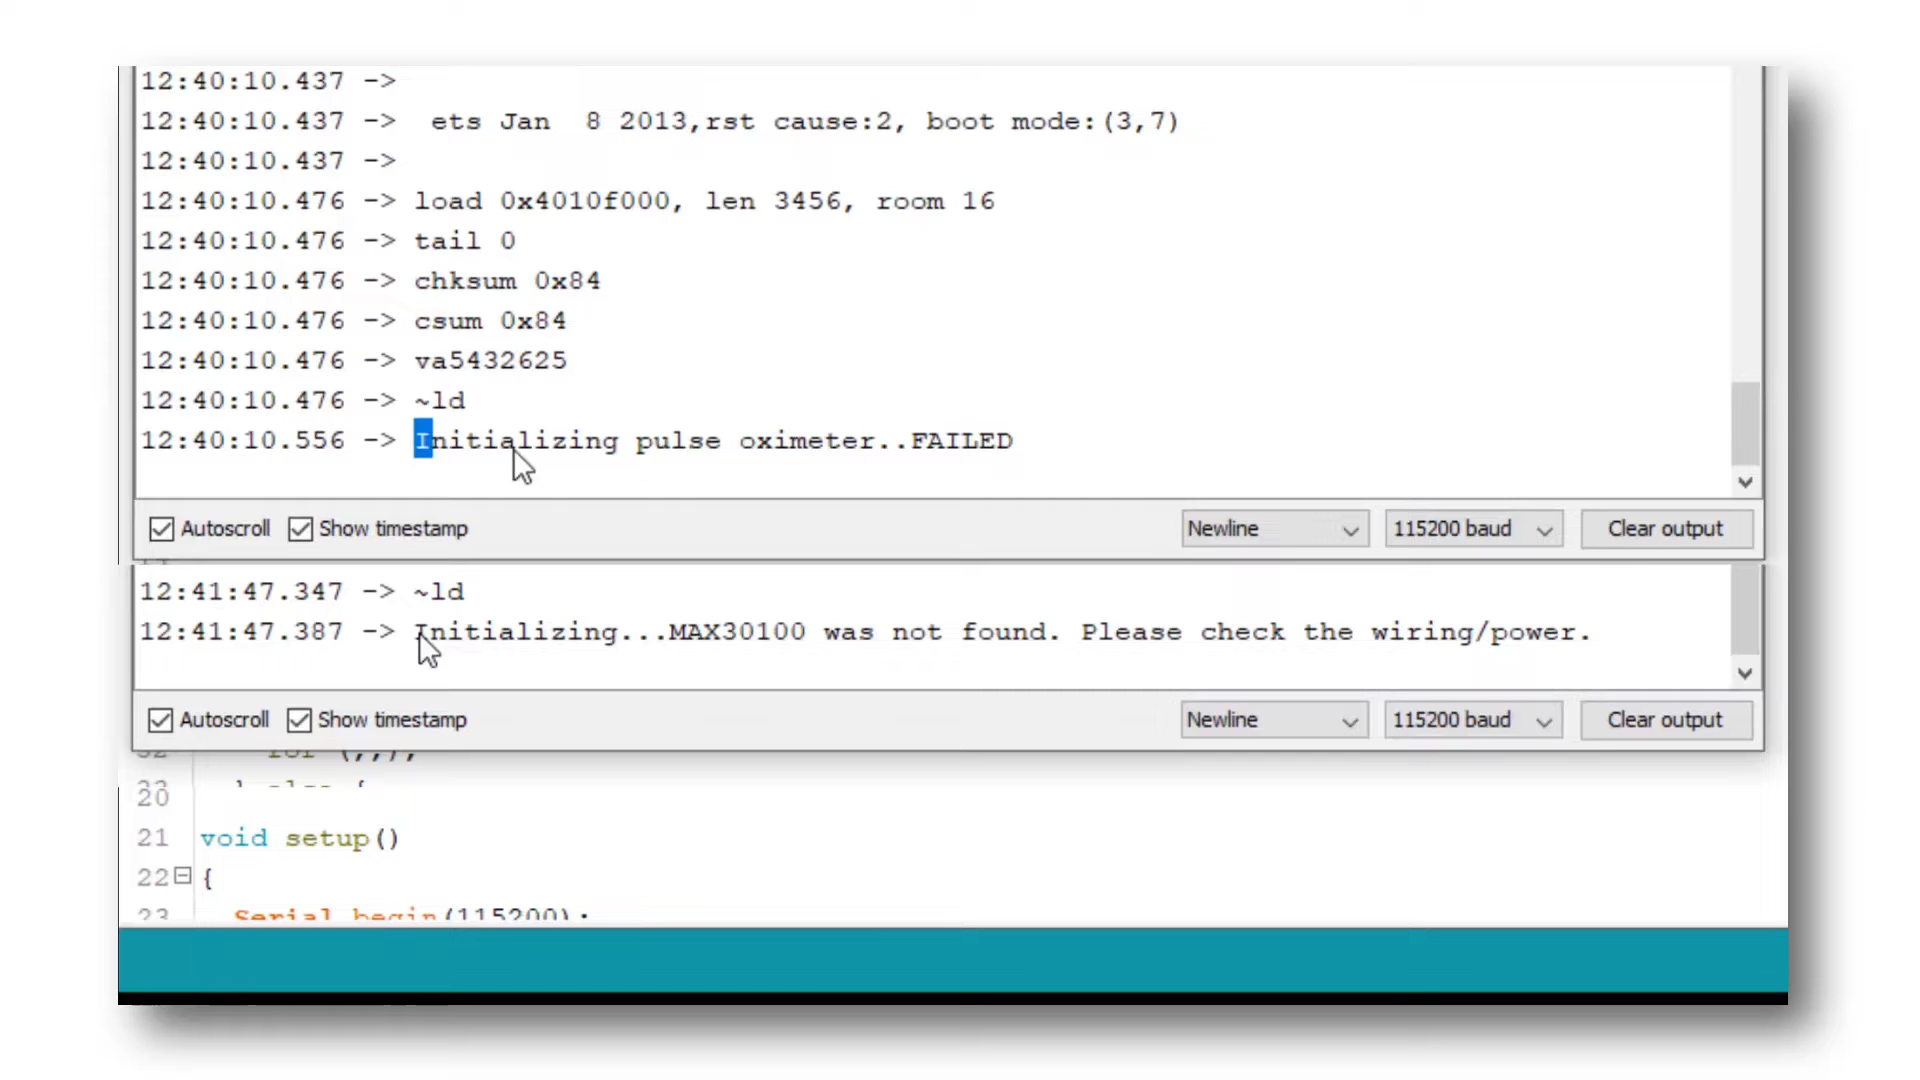 12:40:10.437 ->
12:40:10.437 ->  ets Jan  8 2013,rst cause:2, boot mode:(3,7)
12:40:10.437 ->
12:40:10.476 -> load 0x4010f000, len 3456, room 16
12:40:10.476 -> tail 0
12:40:10.476 -> chksum 0x84
12:40:10.476 -> csum 0x84
12:40:10.476 -> va5432625
12:40:10.476 -> ~ld
12:40:10.556 -> Initializing pulse oximeter..FAILED
Autoscroll Show timestamp Newline 115200 baud Clear output
12:41:47.347 -> ~ld
12:41:47.387 -> Initializing...MAX30100 was not found. Please check the wiring/power.
Autoscroll Show timestamp Newline 115200 baud Clear output
20
21 void setup()
22 {
23 Serial.begin(115200);